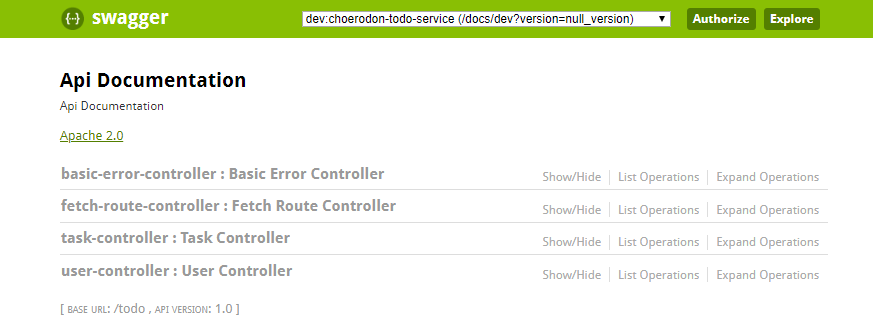 swagger dev:choerodon-todo-service (/docs/dev?version=null_version) Authorize Explore
Api Documentation
Api Documentation
Apache 2.0
basic-error-controller : Basic Error Controller Show/Hide List Operations Expand Operations
fetch-route-controller : Fetch Route Controller Show/Hide List Operations Expand Operations
task-controller : Task Controller Show/Hide List Operations Expand Operations
user-controller : User Controller Show/Hide List Operations Expand Operations
[ BASE URL: /todo , API VERSION: 1.0 ]